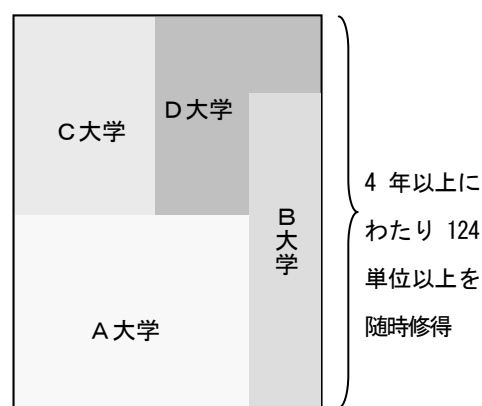 C大学
D大学
B大学
A大学
4 年以上に
わたり 124
単位以上を
随時修得